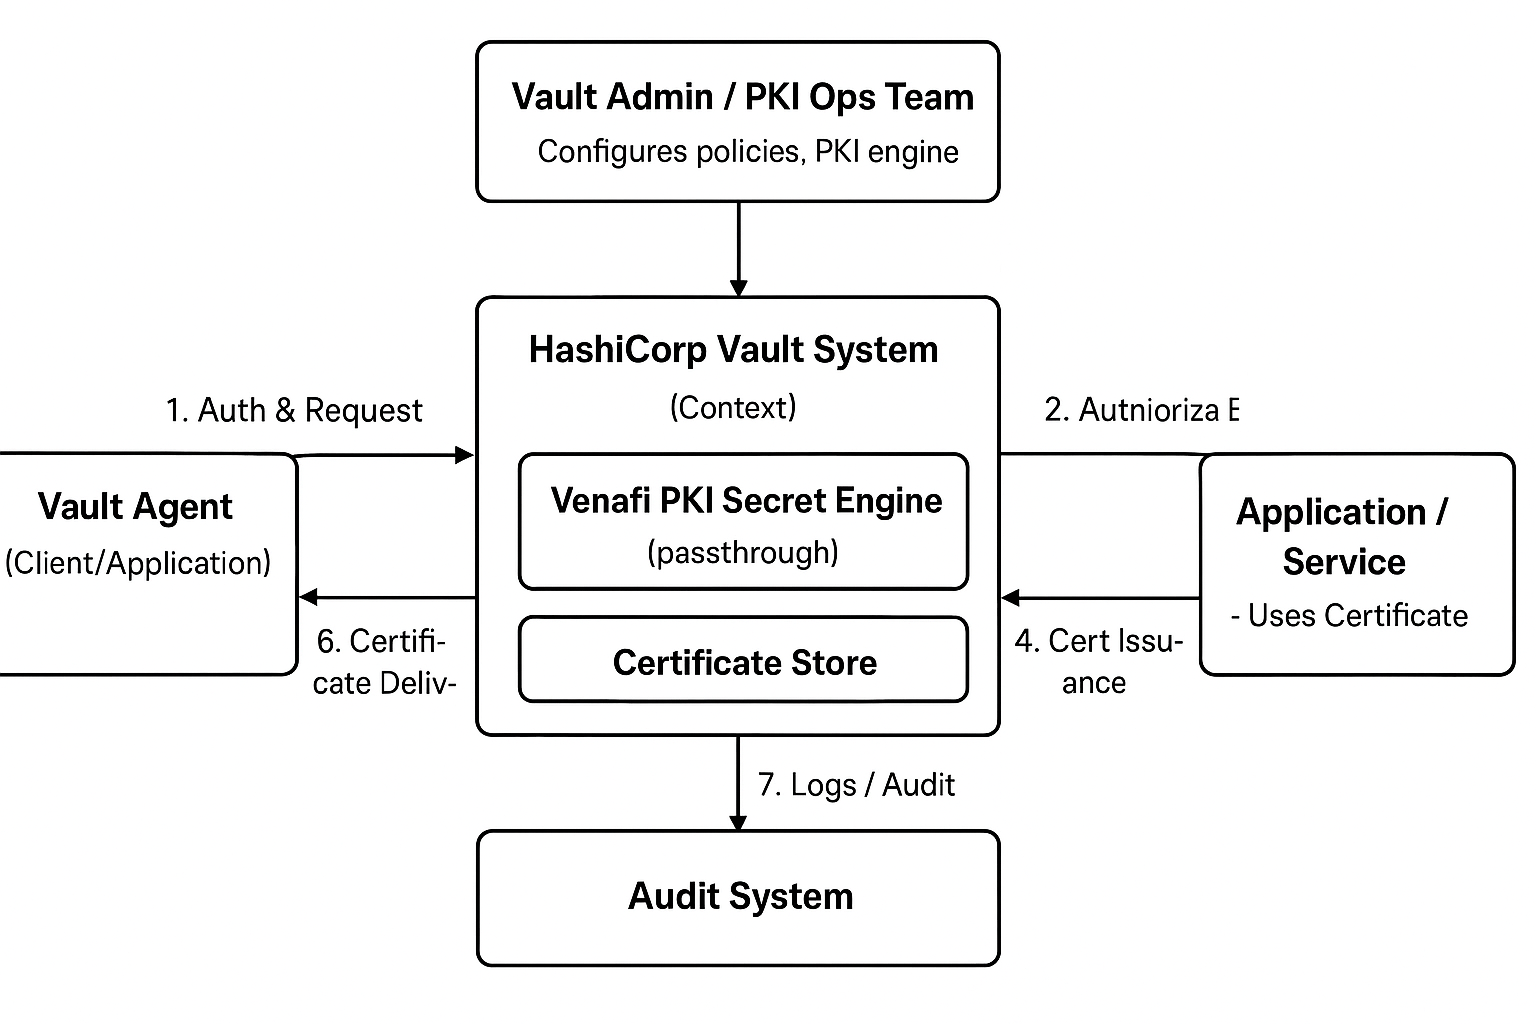 Vault Admin / PKI Ops Team
Configures policies, PKI engine
HashiCorp Vault System
(Context)
1. Auth & Request
2. Autnioriza E
Vault Agent
(Client/Application)
Venafi PKI Secret Engine
(passthrough)
Application /
Service
- Uses Certificate
6. Certifi-
cate Deliv-
Certificate Store
4. Cert Issu-
ance
7. Logs / Audit
Audit System